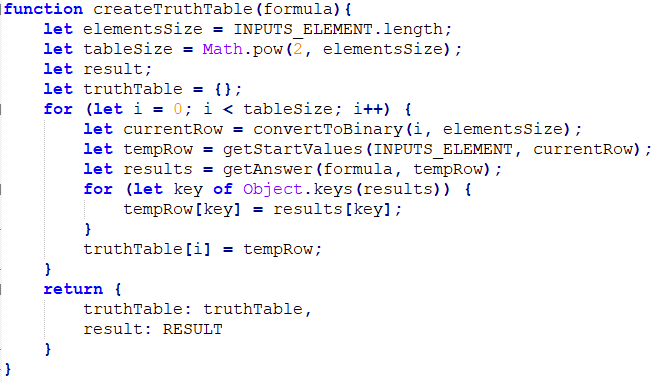 function createTruthTable(formula){
    let elementsSize = INPUTS_ELEMENT.length;
    let tableSize = Math.pow(2, elementsSize);
    let result;
    let truthTable = {};
    for (let i = 0; i < tableSize; i++) {
        let currentRow = convertToBinary(i, elementsSize);
        let tempRow = getStartValues(INPUTS_ELEMENT, currentRow);
        let results = getAnswer(formula, tempRow);
        for (let key of Object.keys(results)) {
            tempRow[key] = results[key];
        }
        truthTable[i] = tempRow;
    }
    return {
        truthTable: truthTable,
        result: RESULT
    }
}